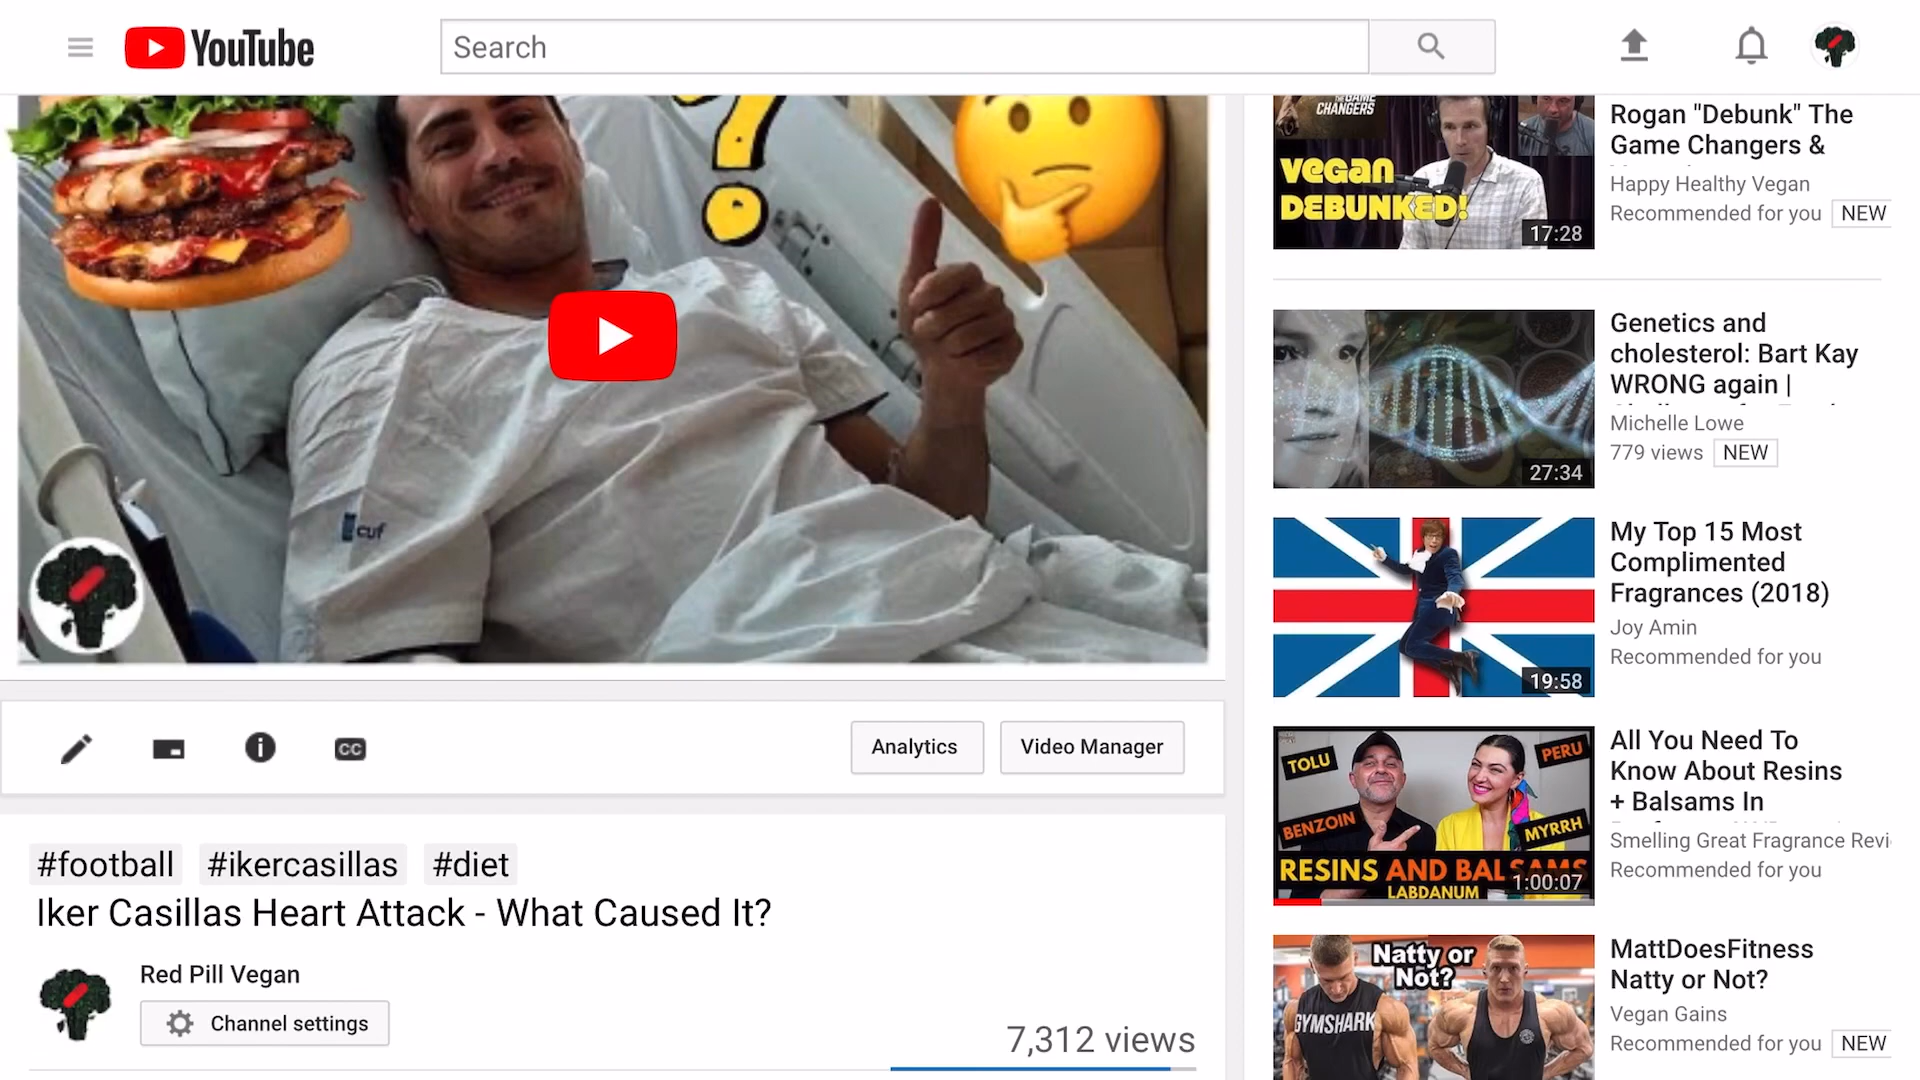 YouTube
Search
?
cuf
Analytics
Video Manager
CC
#football #ikercasillas #diet
Iker Casillas Heart Attack - What Caused It?
Red Pill Vegan
Channel settings
7,312 views
THE GAME
CHANGERS
VEGAN
DEBUNKED!
17:28
Rogan "Debunk" The
Game Changers &
Happy Healthy Vegan
Recommended for you NEW
27:34
Genetics and
cholesterol: Bart Kay
WRONG again |
Michelle Lowe
779 views NEW
19:58
My Top 15 Most
Complimented
Fragrances (2018)
Joy Amin
Recommended for you
TOLU
PERU
BENZOIN
MYRRH
RESINS AND BALSAMS
LABDANUM
1:00:07
All You Need To
Know About Resins
+ Balsams In
Smelling Great Fragrance Revi
Recommended for you
Natty or
Not?
GYMSHARK
MattDoesFitness
Natty or Not?
Vegan Gains
Recommended for you NEW